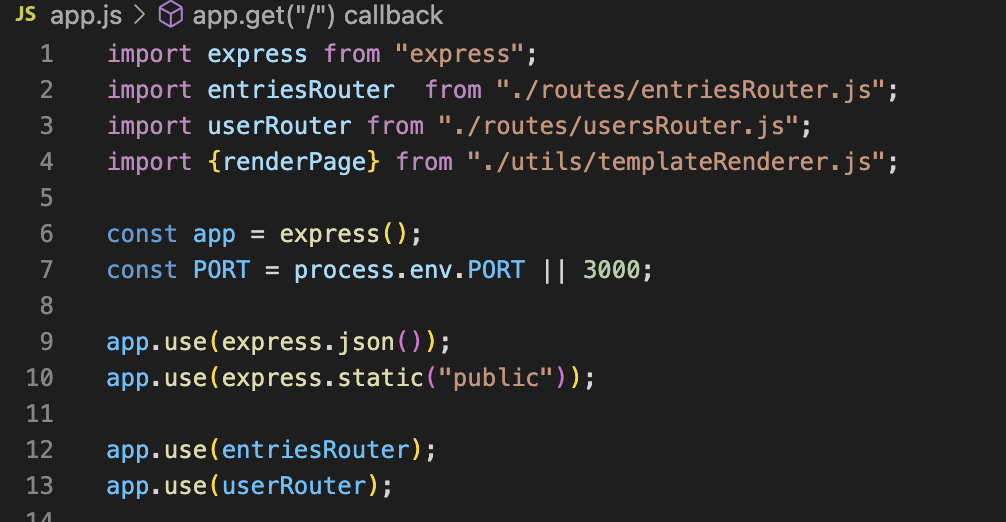 JS app.js > app.get("/") callback
1 import express from "express";
2 import entriesRouter  from "./routes/entriesRouter.js";
3 import userRouter from "./routes/usersRouter.js";
4 import {renderPage} from "./utils/templateRenderer.js";
5
6 const app = express();
7 const PORT = process.env.PORT || 3000;
8
9 app.use(express.json());
10 app.use(express.static("public"));
11
12 app.use(entriesRouter);
13 app.use(userRouter);
14